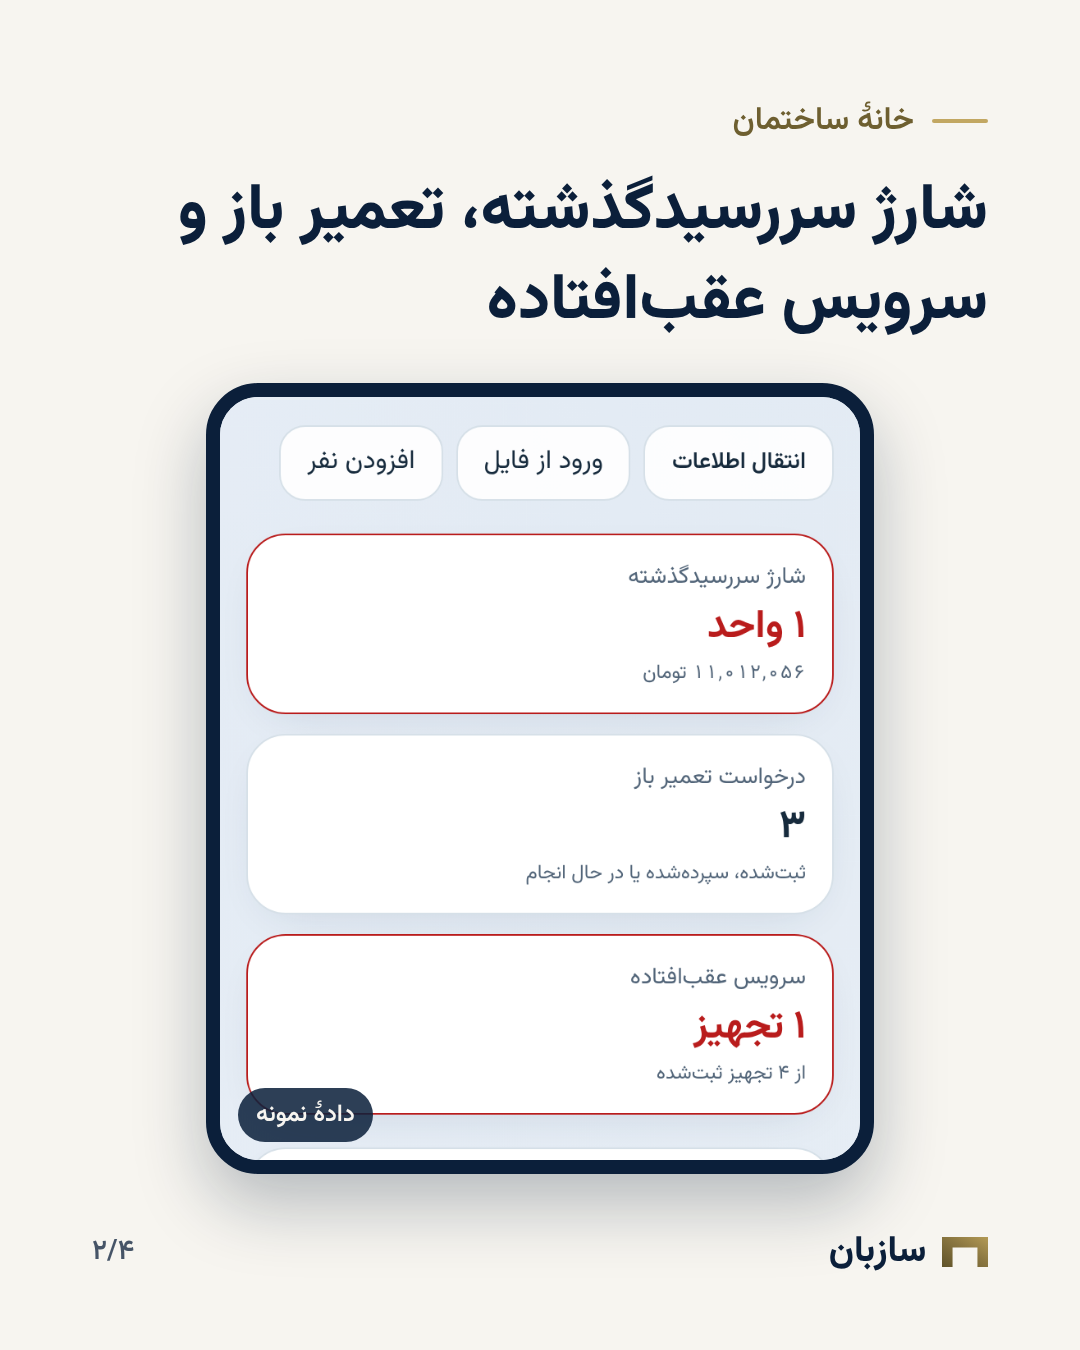 خانهٔ ساختمان
شارژ سررسیدگذشته، تعمیر باز و
سرویس عقب‌افتاده
انتقال اطلاعات
ورود از فایل
افزودن نفر
شارژ سررسیدگذشته
۱ واحد
۱۱,۰۱۲,۰۵۶ تومان
درخواست تعمیر باز
۳
ثبت‌شده، سپرده‌شده یا در حال انجام
سرویس عقب‌افتاده
۱ تجهیز
از ۴ تجهیز ثبت‌شده
دادهٔ نمونه
سازبان
۲/۴